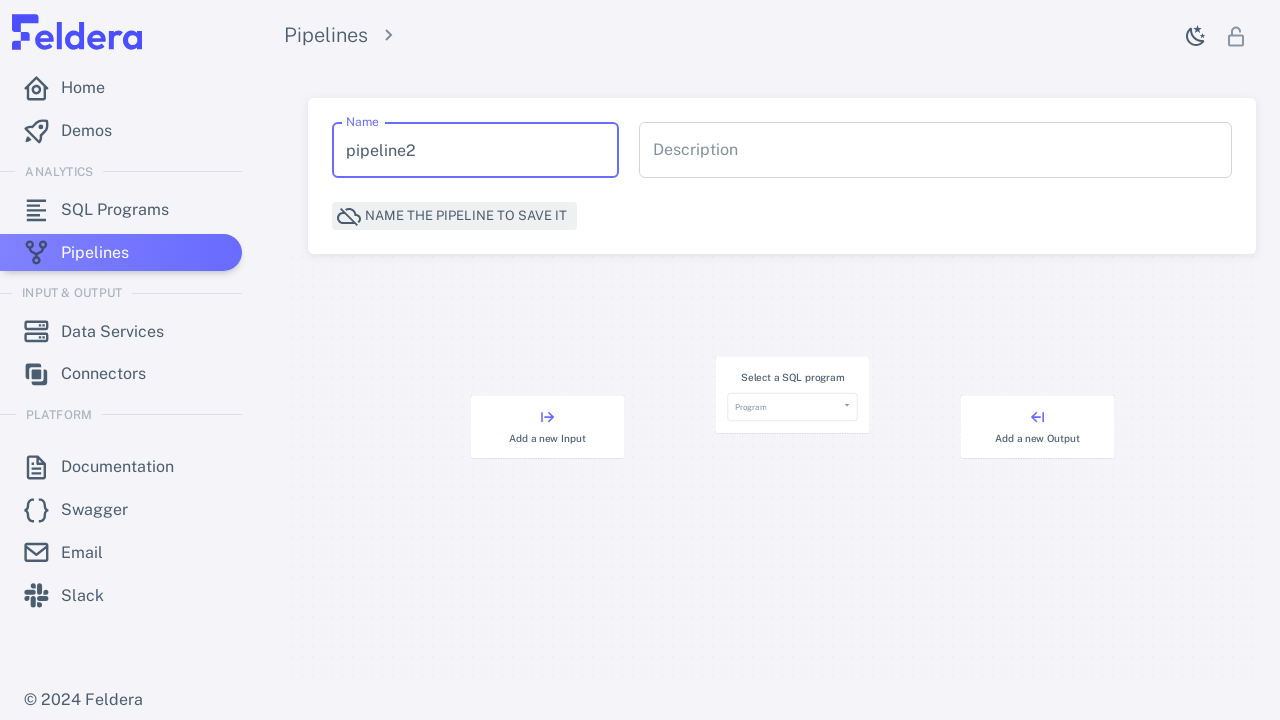 Feldera
Home
Demos
ANALYTICS
SQL Programs
Pipelines
INPUT & OUTPUT
Data Services
Connectors
PLATFORM
Documentation
Swagger
Email
Slack
© 2024 Feldera
Pipelines
Name
pipeline2
Description
NAME THE PIPELINE TO SAVE IT
Add a new Input
Select a SQL program
Program
Add a new Output